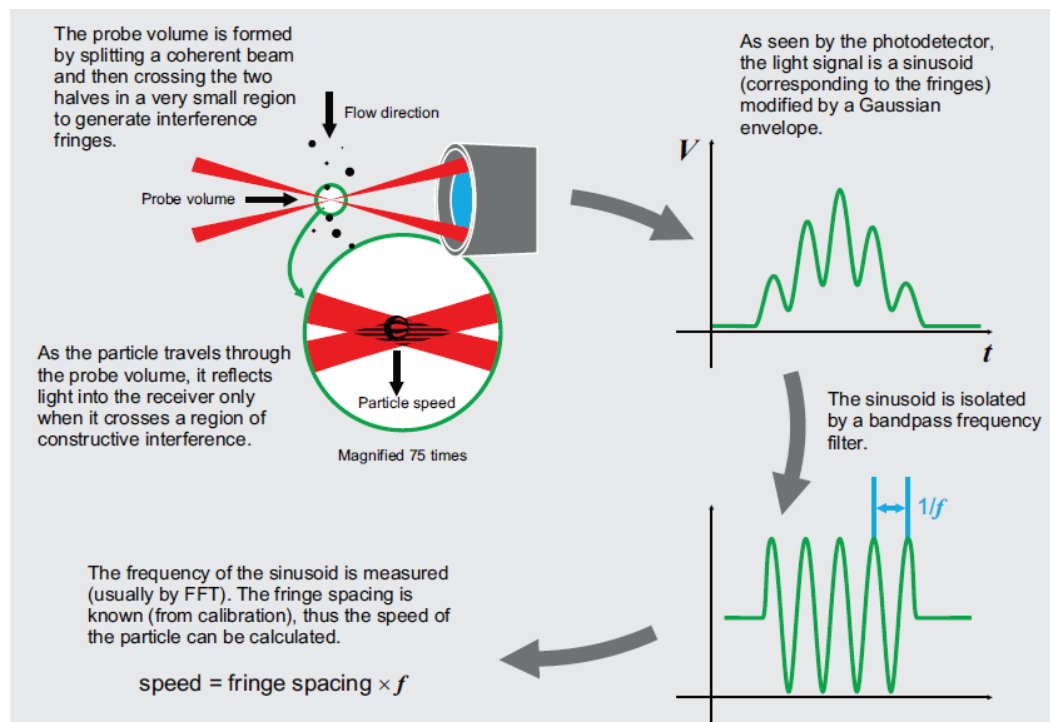 The probe volume is formed
by splitting a coherent beam
and then crossing the two
halves in a very small region
to generate interference
fringes.
Flow direction
Probe volume
As seen by the photodetector,
the light signal is a sinusoid
(corresponding to the fringes)
modified by a Gaussian
envelope.
V
t
As the particle travels through
the probe volume, it reflects
light into the receiver only
when it crosses a region of
constructive interference.
Particle speed
Magnified 75 times
The sinusoid is isolated
by a bandpass frequency
filter.
1/f
The frequency of the sinusoid is measured
(usually by FFT). The fringe spacing is
known (from calibration), thus the speed of
the particle can be calculated.
speed = fringe spacing × f